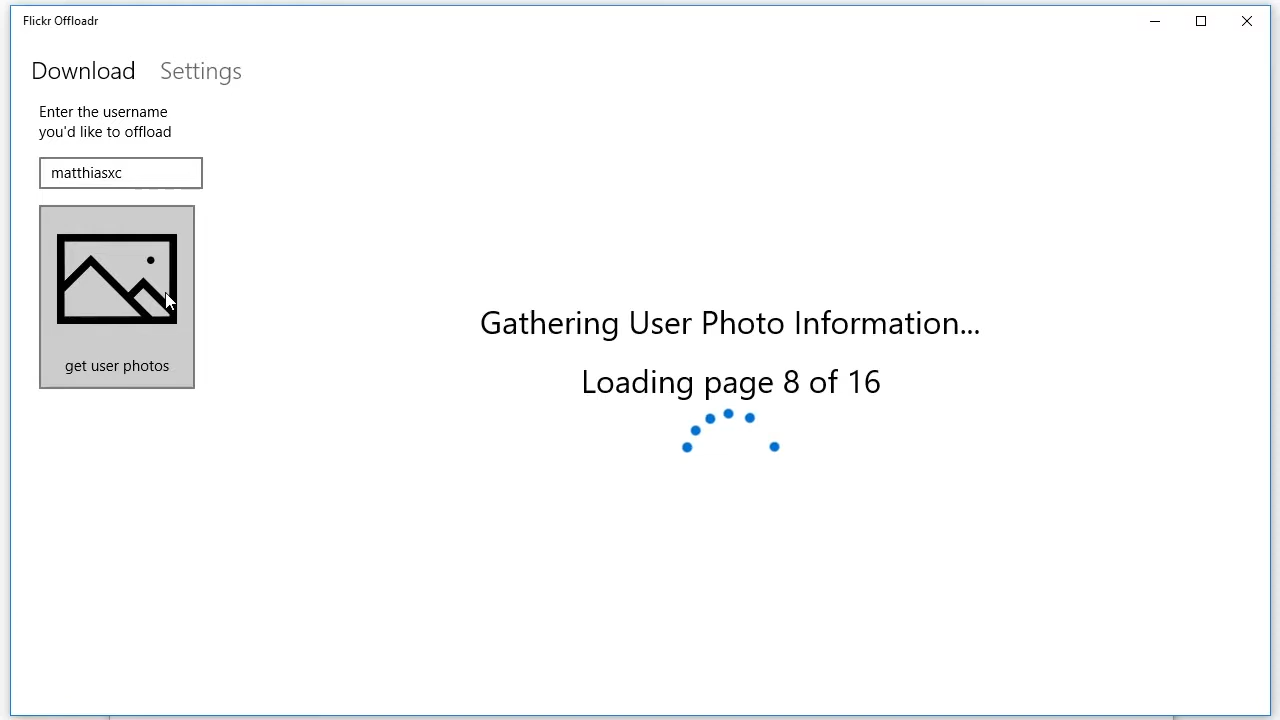 Flickr Offloadr
Download Settings
Enter the username
you'd like to offload
matthiasxc
get user photos
Gathering User Photo Information...
Loading page 8 of 16